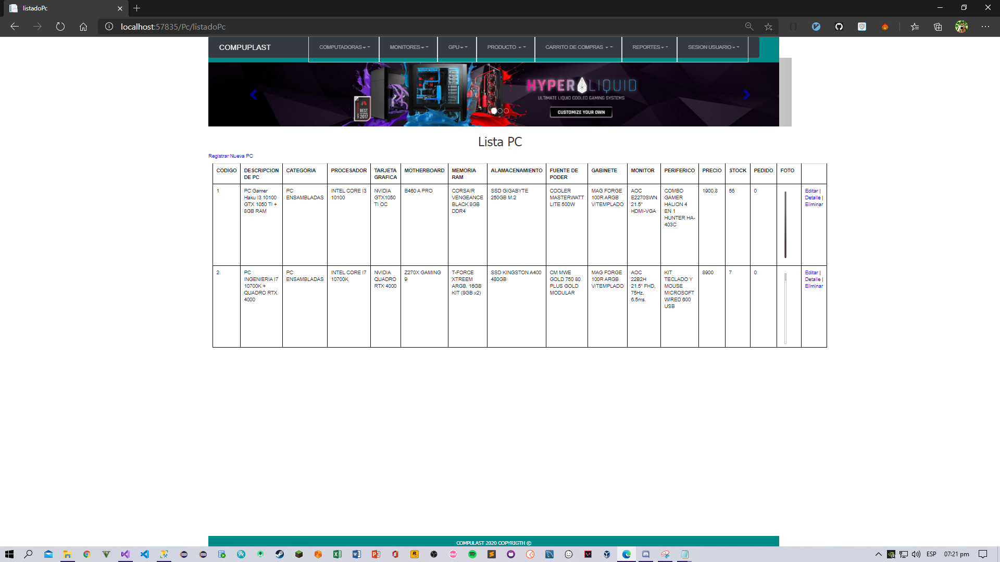 listadoPc
localhost:57835/Pc/listadoPc
COMPUPLAST
COMPUTADORAS
MONITORES
GPU
PRODUCTO
CARRITO DE COMPRAS
REPORTES
SESION USUARIO
HYPER LIQUID
ULTIMATE LIQUID COOLED GAMING SYSTEMS
CUSTOMIZE YOUR OWN
BEST
2017
Lista PC
Registrar Nueva PC
CODIGO
DESCRIPCION
DE PC
CATEGORIA
PROCESADOR
TARJETA
GRAFICA
MOTHERBOARD
MEMORIA
RAM
ALAMACENAMIENTO
FUENTE DE
PODER
GABINETE
MONITOR
PERIFERICO
PRECIO
STOCK
PEDIDO
FOTO
1
PC Gamer
Haku I3 10100
GTX 1050 TI +
8GB RAM
PC
ENSAMBLADAS
INTEL CORE I3
10100
NVIDIA
GTX1050
TI OC
B460 A PRO
CORSAIR
VENGEANCE
BLACK 8GB
DDR4
SSD GIGABYTE
250GB M.2
COOLER
MASTERWATT
LITE 500W
MAG FORGE
100R ARGB
V/TEMPLADO
AOC
E2270SWN
21.5"
HDMI-VGA
COMBO
GAMER
HALION 4
EN 1
HUNTER HA-
403C
1900.8
56
0
Editar |
Detalle |
Eliminar
2
PC
INGENIERIA I7
10700K +
QUADRO RTX
4000
PC
ENSAMBLADAS
INTEL CORE I7
10700K
NVIDIA
QUADRO
RTX 4000
Z270X GAMING
9
T-FORCE
XTREEM
ARGB, 16GB
KIT (8GB x2)
SSD KINGSTON A400
480GB
CM MWE
GOLD 750 80
PLUS GOLD
MODULAR
MAG FORGE
100R ARGB
V/TEMPLADO
AOC
22B2H
21.5" FHD,
75Hz,
6.5ms.
KIT
TECLADO Y
MOUSE
MICROSOFT
WIRED 600
USB
8900
7
0
Editar |
Detalle |
Eliminar
COMPULAST 2020 COPYRIGTH ©
ESP
07:21 pm